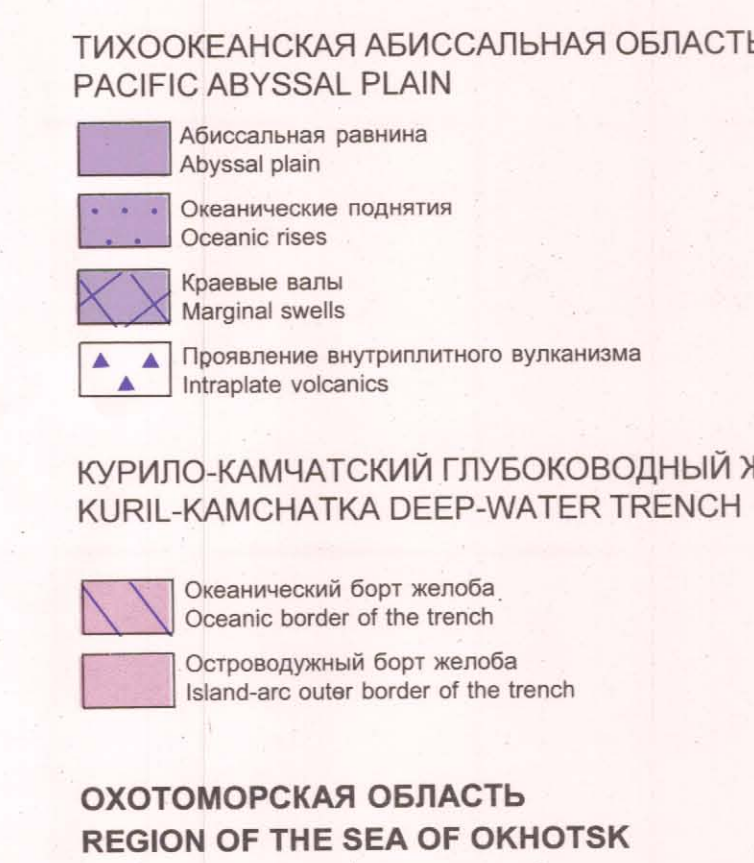 ТИХООКЕАНСКАЯ АБИССАЛЬНАЯ ОБЛАСТЬ
PACIFIC ABYSSAL PLAIN
Абиссальная равнина
Abyssal plain
Океанические поднятия
Oceanic rises
Краевые валы
Marginal swells
Проявление внутриплитного вулканизма
Intraplate volcanics
КУРИЛО-КАМЧАТСКИЙ ГЛУБОКОВОДНЫЙ
KURIL-KAMCHATKA DEEP-WATER TRENCH
Океанический борт желоба
Oceanic border of the trench
Островодужный борт желоба
Island-arc outer border of the trench
ОХОТОМОРСКАЯ ОБЛАСТЬ
REGION OF THE SEA OF OKHOTSK